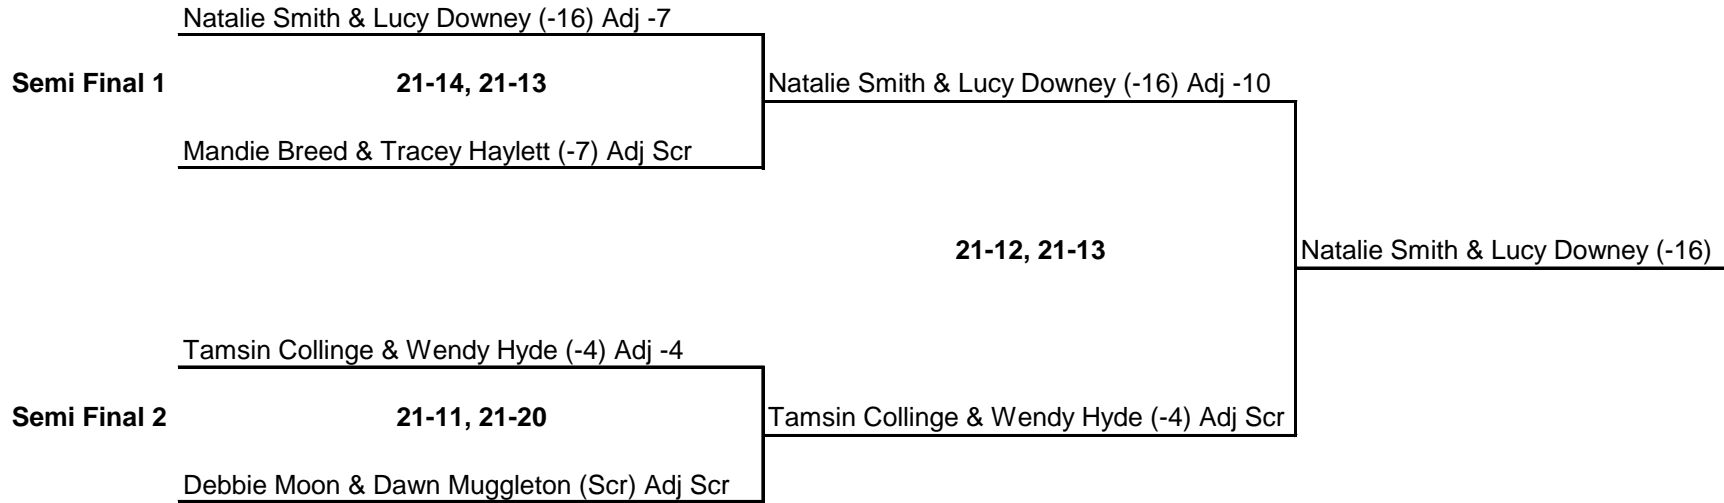 Natalie Smith & Lucy Downey (-16) Adj -7
Semi Final 1
21-14, 21-13
Natalie Smith & Lucy Downey (-16) Adj -10
Mandie Breed & Tracey Haylett (-7) Adj Scr
21-12, 21-13
Natalie Smith & Lucy Downey (-16)
Tamsin Collinge & Wendy Hyde (-4) Adj -4
Semi Final 2
21-11, 21-20
Tamsin Collinge & Wendy Hyde (-4) Adj Scr
Debbie Moon & Dawn Muggleton (Scr) Adj Scr